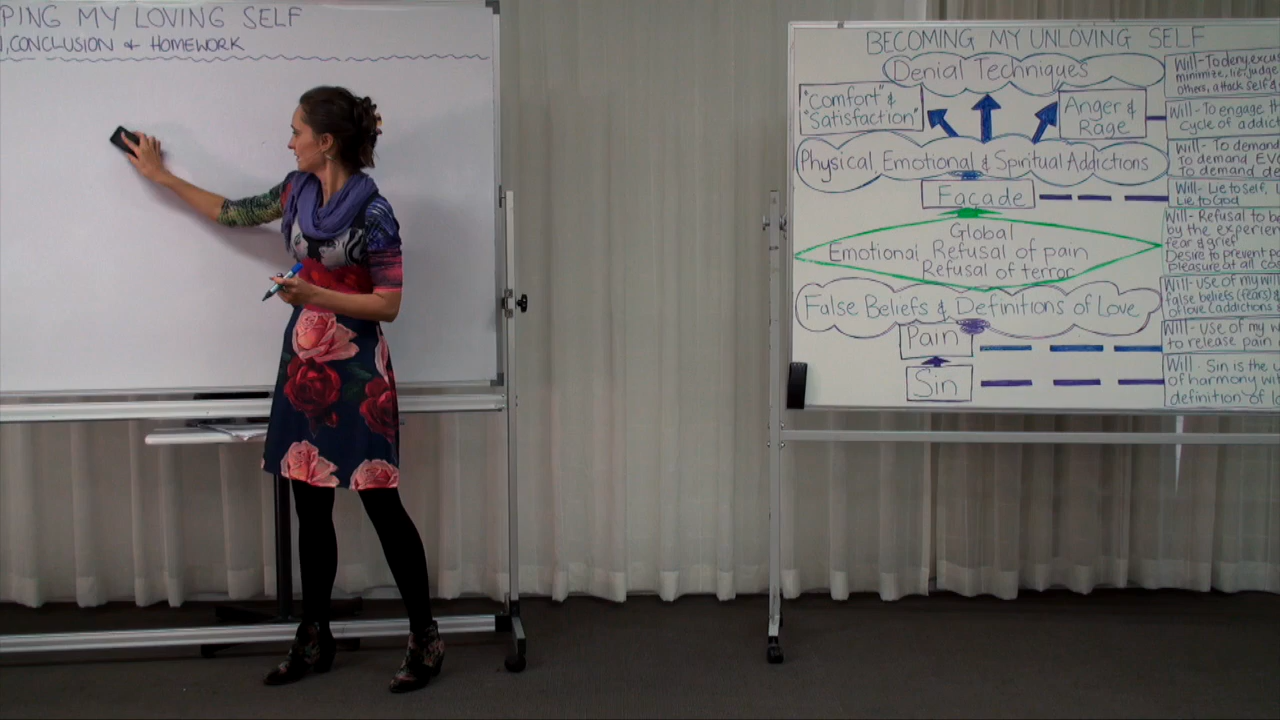 PING MY LOVING SELF
,CONCLUSION & HOMEWORK
BECOMING MY UNLOVING SELF
Denial Techniques
"Comfort" &
"Satisfaction"
Anger &
Rage
Physical Emotional & Spiritual Addictions
Façade
Global
Emotional Refusal of pain
Refusal of terror
False Beliefs & Definitions of Love
Pain
Sin
Will - To deny, excus
minimize, lie, judge
others, attack self &
Will - To engage th
cycle of addict
Will - To demand
To demand EV
To demand de
Will - Lie to self, l
Lie to God
Will - Refusal to b
by the experien
fear & grief
Desire to prevent p
pleasure at all cos
Will - use of my wil
false beliefs (fears) &
of love (addictions
Will - use of my w
to release pain
Will - Sin is the u
of harmony with
definition of lo